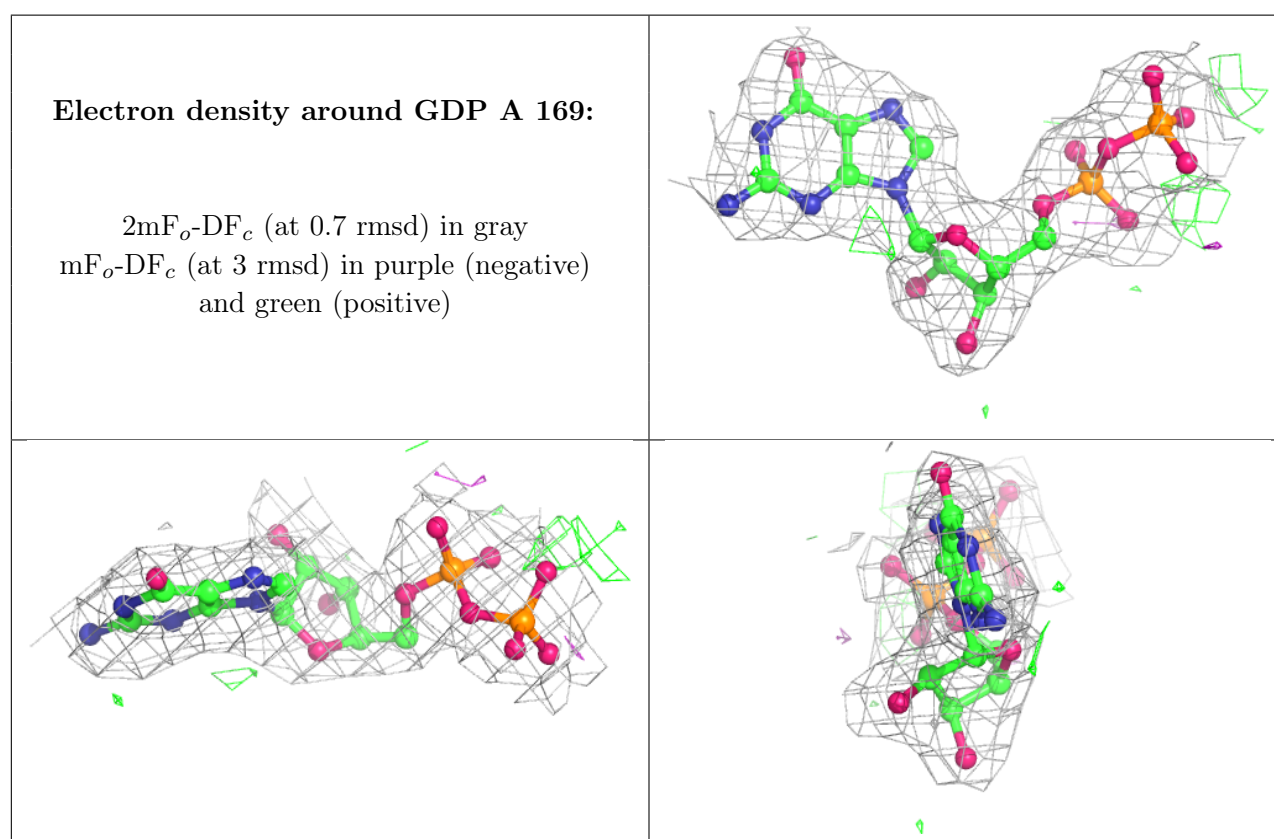 Electron density around GDP A 169:
2mFo-DFc (at 0.7 rmsd) in gray
mFo-DFc (at 3 rmsd) in purple (negative)
and green (positive)